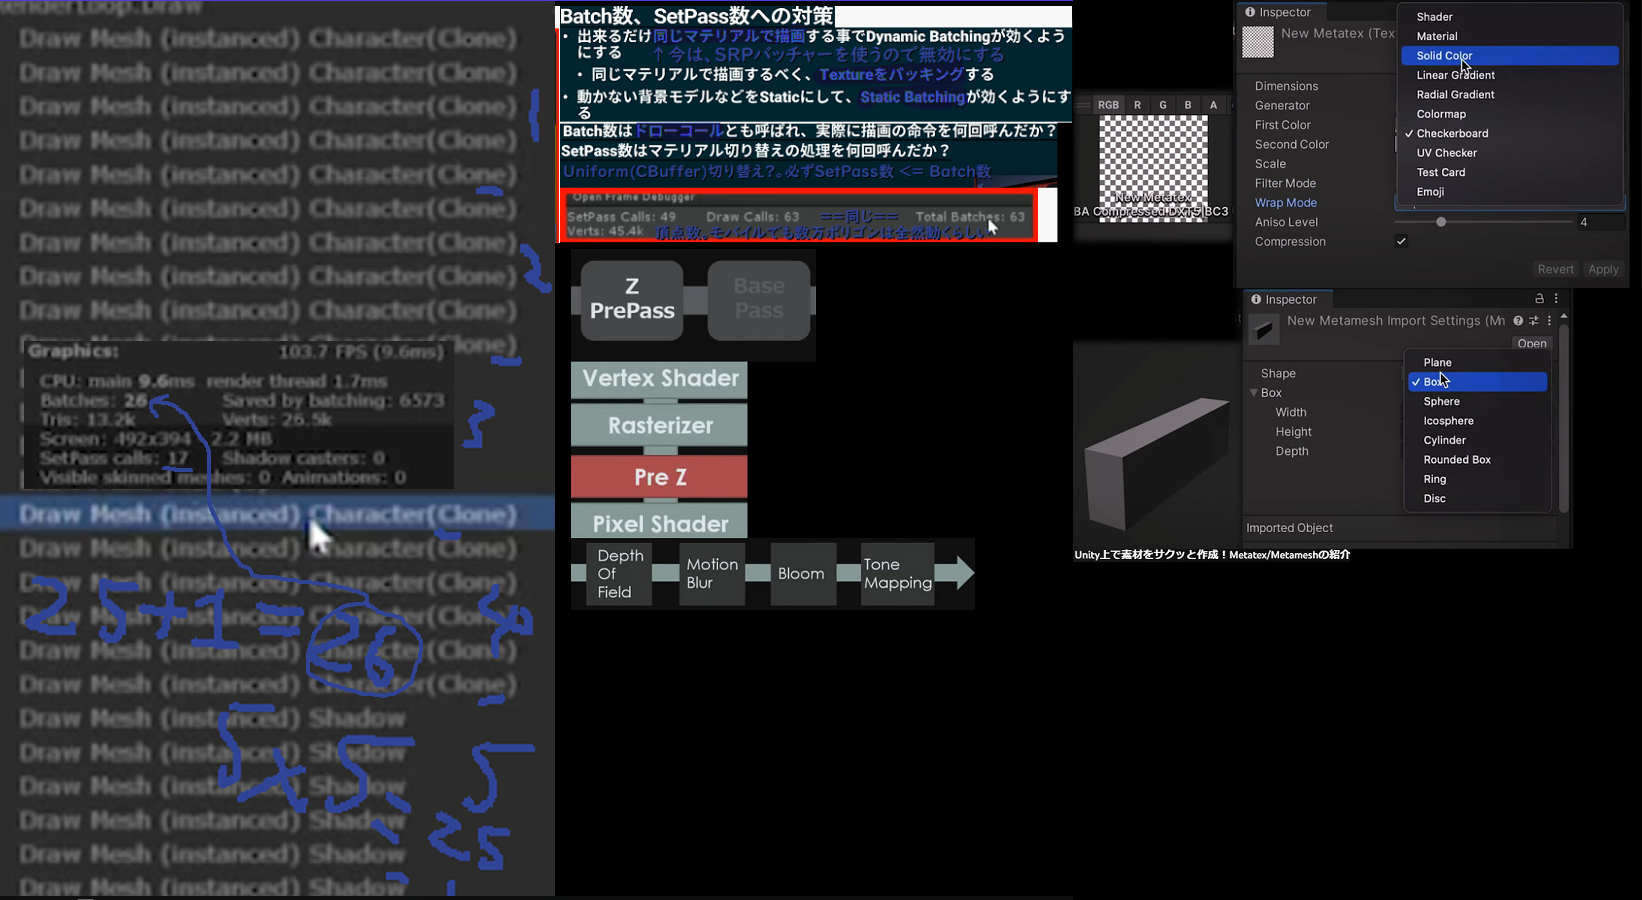 RenderLoop.Draw
Draw Mesh (instanced) Character(Clone)
Draw Mesh (instanced) Character(Clone)
Draw Mesh (instanced) Character(Clone)
Draw Mesh (instanced) Character(Clone)
Draw Mesh (instanced) Character(Clone)
Draw Mesh (instanced) Character(Clone)
Draw Mesh (instanced) Character(Clone)
Draw Mesh (instanced) Character(Clone)
Draw Mesh (instanced) Character(Clone)
Graphics: 103.7 FPS (9.6ms)
CPU: main 9.6ms render thread 1.7ms
Batches: 26 Saved by batching: 6573
Tris: 13.2k Verts: 26.5k
Screen: 492x394 - 2.2 MB
SetPass calls: 17 Shadow casters: 0
Visible skinned meshes: 0 Animations: 0
Draw Mesh (instanced) Character(Clone)
Draw Mesh (instanced) Character(Clone)
Draw Mesh (instanced) Character(Clone)
Draw Mesh (instanced) Character(Clone)
Draw Mesh (instanced) Character(Clone)
Draw Mesh (instanced) Character(Clone)
Draw Mesh (instanced) Shadow
Draw Mesh (instanced) Shadow
Draw Mesh (instanced) Shadow
Draw Mesh (instanced) Shadow
Draw Mesh (instanced) Shadow
Draw Mesh (instanced) Shadow
1
2
3
4
5
25+1=26
5×5
=25
Batch数、SetPass数への対策
• 出来るだけ同じマテリアルで描画する事でDynamic Batchingが効くよう
にする ↑今は、SRPバッチャーを使うので無効にする
• 同じマテリアルで描画するべく、Textureをパッキングする
• 動かない背景モデルなどをStaticにして、Static Batchingが効くようにす
る
Batch数はドローコールとも呼ばれ、実際に描画の命令を何回呼んだか？
SetPass数はマテリアル切り替えの処理を何回呼んだか？
Uniform(CBuffer)切り替え?。必ずSetPass数 <= Batch数
Open Frame Debugger
SetPass Calls: 49 Draw Calls: 63 ==同じ== Total Batches: 63
Verts: 45.4k 頂点数。モバイルでも数万ポリゴンは全然動くらしい
Z
PrePass
Base
Pass
Vertex Shader
Rasterizer
Pre Z
Pixel Shader
Depth
Of
Field
Motion
Blur
Bloom
Tone
Mapping
RGB R G B A
New Metatex
BA Compressed DXT5|BC3
Inspector
New Metatex (Tex
Dimensions
Generator
First Color
Second Color
Scale
Filter Mode
Wrap Mode
Aniso Level 4
Compression ✓
Revert Apply
Shader
Material
Solid Color
Linear Gradient
Radial Gradient
Colormap
✓ Checkerboard
UV Checker
Test Card
Emoji
Inspector
New Metamesh Import Settings (M
Open
Shape
Box
Width
Height
Depth
Plane
✓ Box
Sphere
Icosphere
Cylinder
Rounded Box
Ring
Disc
Imported Object
Unity上で素材をサクッと作成！Metatex/Metameshの紹介